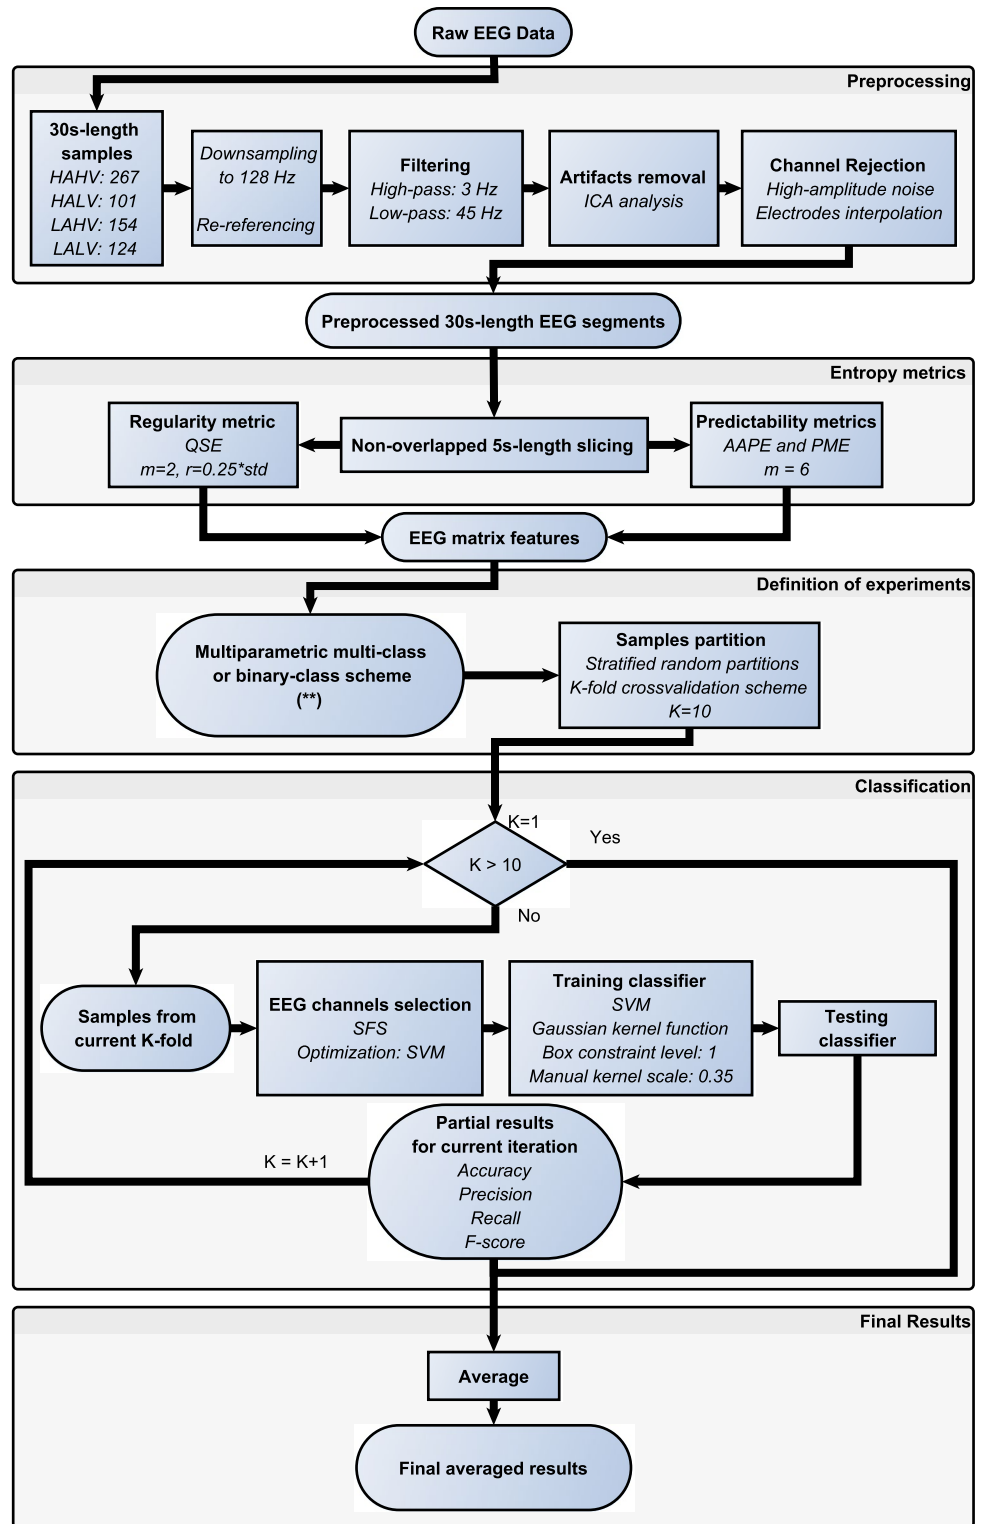 Raw EEG Data
Preprocessing
30s-length
samples
HAHV: 267
HALV: 101
LAHV: 154
LALV: 124
Downsampling
to 128 Hz
Re-referencing
Filtering
High-pass: 3 Hz
Low-pass: 45 Hz
Artifacts removal
ICA analysis
Channel Rejection
High-amplitude noise
Electrodes interpolation
Preprocessed 30s-length EEG segments
Entropy metrics
Regularity metric
QSE
m=2, r=0.25*std
Non-overlapped 5s-length slicing
Predictability metrics
AAPE and PME
m = 6
EEG matrix features
Definition of experiments
Multiparametric multi-class
or binary-class scheme
(**)
Samples partition
Stratified random partitions
K-fold crossvalidation scheme
K=10
Classification
K=1
Yes
K > 10
No
Samples from
current K-fold
EEG channels selection
SFS
Optimization: SVM
Training classifier
SVM
Gaussian kernel function
Box constraint level: 1
Manual kernel scale: 0.35
Testing
classifier
Partial results
for current iteration
Accuracy
Precision
Recall
F-score
K = K+1
Final Results
Average
Final averaged results